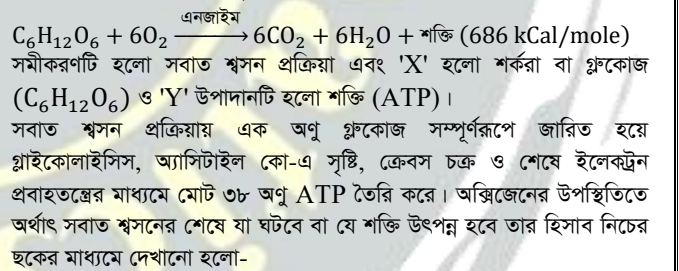 C₆H₁₂O₆ + 6O₂ —এনজাইম→ 6CO₂ + 6H₂O + শক্তি (686 kCal/mole)
সমীকরণটি হলো সবাত শ্বসন প্রক্রিয়া এবং 'X' হলো শর্করা বা গ্লুকোজ
(C₆H₁₂O₆) ও 'Y' উপাদানটি হলো শক্তি (ATP)।
সবাত শ্বসন প্রক্রিয়ায় এক অণু গ্লুকোজ সম্পূর্ণরূপে জারিত হয়ে
গ্লাইকোলাইসিস, অ্যাসিটাইল কো-এ সৃষ্টি, ক্রেবস চক্র ও শেষে ইলেকট্রন
প্রবাহতন্ত্রের মাধ্যমে মোট ৩৮ অণু ATP তৈরি করে। অক্সিজেনের উপস্থিতিতে
অর্থাৎ সবাত শ্বসনের শেষে যা ঘটবে বা যে শক্তি উৎপন্ন হবে তার হিসাব নিচের
ছকের মাধ্যমে দেখানো হলো-